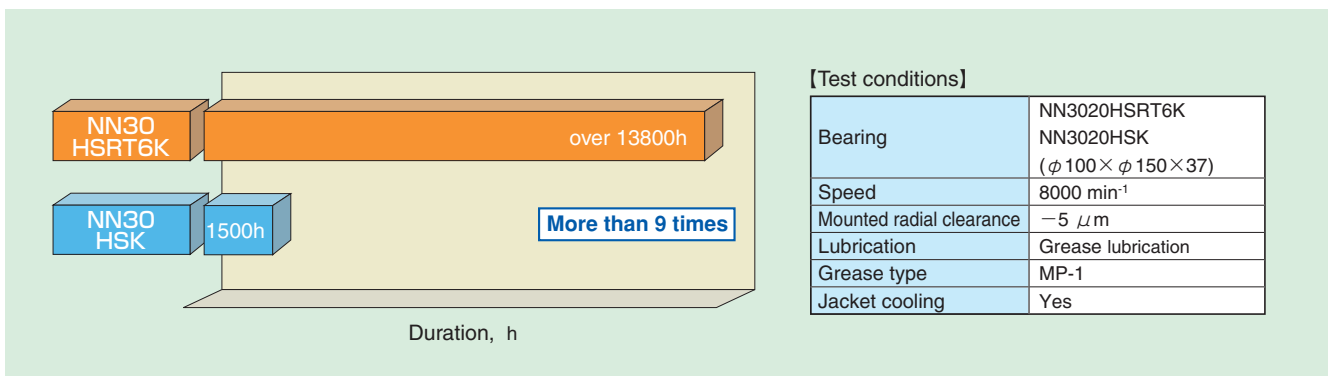 NN30
HSRT6K
over 13800h
NN30
HSK
1500h
More than 9 times
Duration, h
【Test conditions】
Bearing
NN3020HSRT6K
NN3020HSK
(φ100×φ150×37)
Speed 8000 min⁻¹
Mounted radial clearance −5 μm
Lubrication Grease lubrication
Grease type MP-1
Jacket cooling Yes